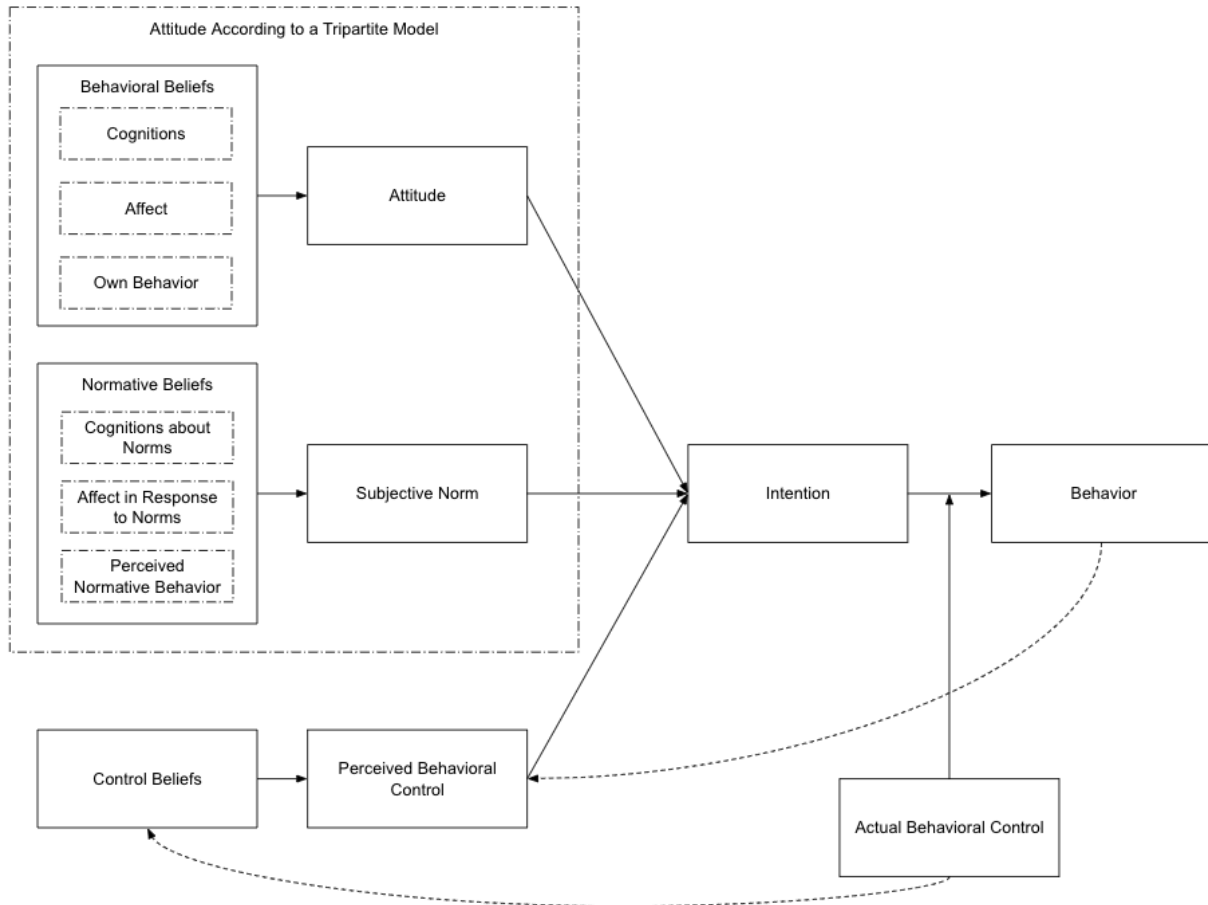 Attitude According to a Tripartite Model
Behavioral Beliefs
Cognitions
Affect
Own Behavior
Attitude
Normative Beliefs
Cognitions about
Norms
Affect in Response
to Norms
Perceived
Normative Behavior
Subjective Norm
Intention
Behavior
Control Beliefs
Perceived Behavioral
Control
Actual Behavioral Control